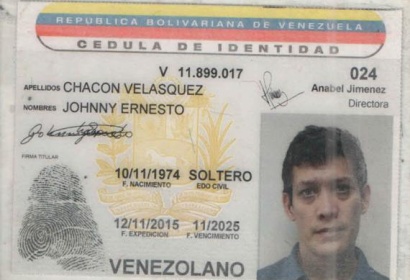 REPUBLICA BOLIVARIANA DE VENEZUELA
CEDULA DE IDENTIDAD
V 11.899.017 024
APELLIDOS CHACON VELASQUEZ Anabel Jimenez
NOMBRES JOHNNY ERNESTO Directora
FIRMA TITULAR
10/11/1974 SOLTERO
F. NACIMIENTO EDO CIVIL
12/11/2015 11/2025
F. EXPEDICION F. VENCIMIENTO
VENEZOLANO